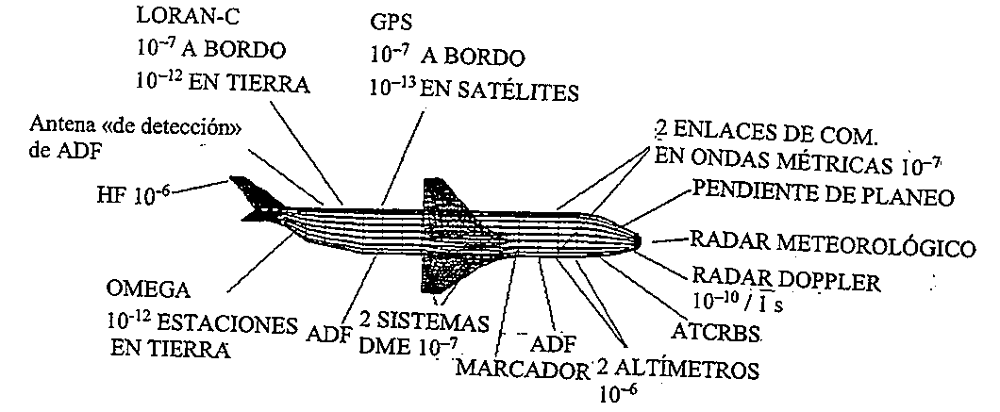 LORAN-C
10⁻⁷ A BORDO
10⁻¹² EN TIERRA
GPS
10⁻⁷ A BORDO
10⁻¹³ EN SATÉLITES
Antena «de detección»
de ADF
HF 10⁻⁶
2 ENLACES DE COM.
EN ONDAS MÉTRICAS 10⁻⁷
PENDIENTE DE PLANEO
RADAR METEOROLÓGICO
RADAR DOPPLER
10⁻¹⁰ / 1 s
ATCRBS
OMEGA
10⁻¹² ESTACIONES
EN TIERRA
ADF
2 SISTEMAS
DME 10⁻⁷
MARCADOR
ADF
2 ALTÍMETROS
10⁻⁶